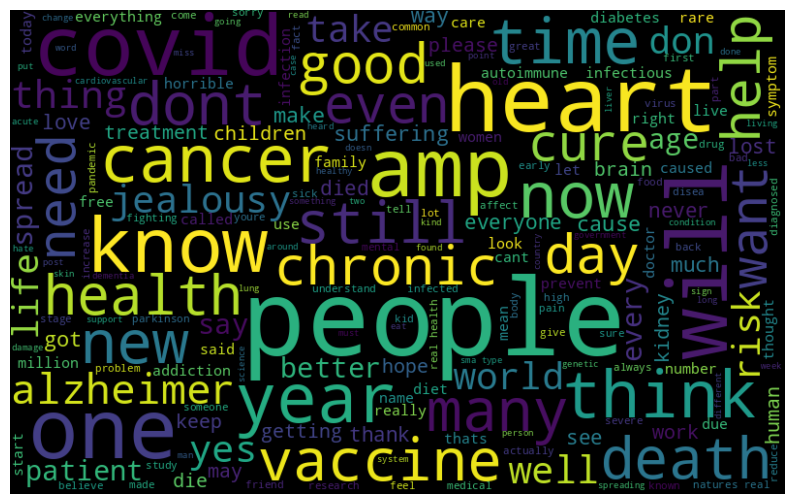 everything come sorry going read way care common diabetes rare
change today word miss covid horrible infection take please case fact great used time don autoimmune infectious first done symptom help
put cardiovascular good point thing dont even heart old liver virus part living
acute love treatment children make suffering women heard doesn right live drug bad less
pandemic cancer family died healthy amp cure age let brain lost caused
need free jealousy sick something two tell early food disea never diagnosed
spread fighting youre called use still lot kind affect now everyone cause condition
hate know around mental found look cant country government back will want
post increase skin dementia chronic day prevent much doctor sign long
life health lung people understand infected kid high pain body mean every kidney risk thought
stage support parkinson say must eat real health give sure
damage got new said better hope sma type world genetic always number week
million problem addiction science name diet many think different
alzheimer someone keep year really thats see severe due human
one yes getting thank actually person work death reduce
start patient study man may system vaccine well known
die believe made friend research feel medical spreading natures real